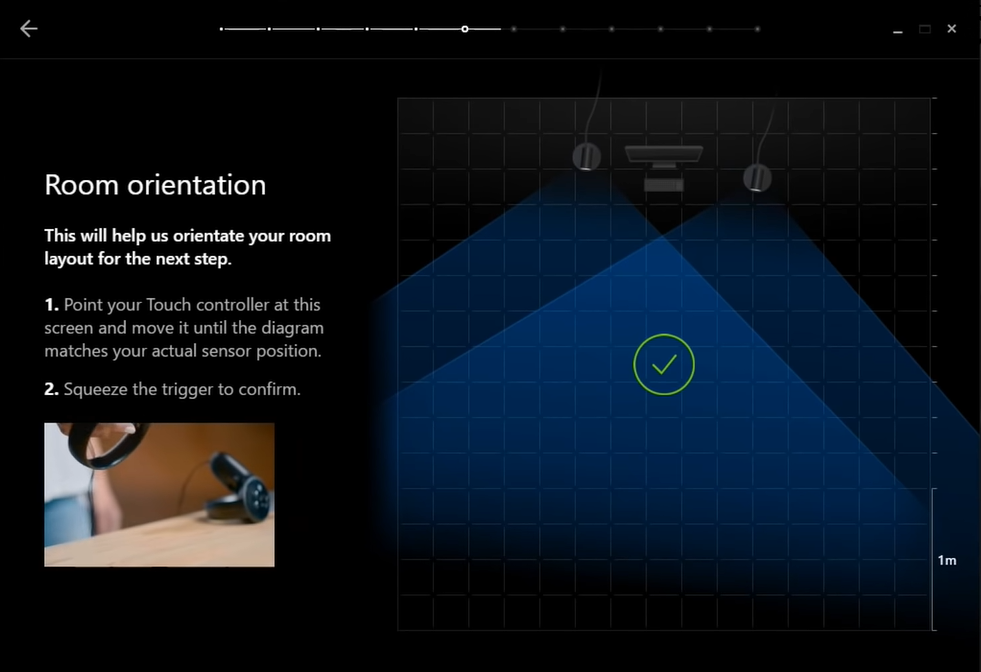 Room orientation
This will help us orientate your room
layout for the next step.
1. Point your Touch controller at this
screen and move it until the diagram
matches your actual sensor position.
2. Squeeze the trigger to confirm.
1m